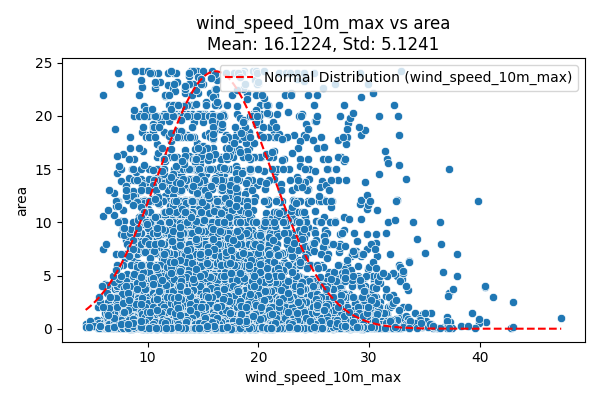 wind_speed_10m_max vs area
Mean: 16.1224, Std: 5.1241
Normal Distribution (wind_speed_10m_max)
25
20
15
10
5
0
area
10
20
30
40
wind_speed_10m_max